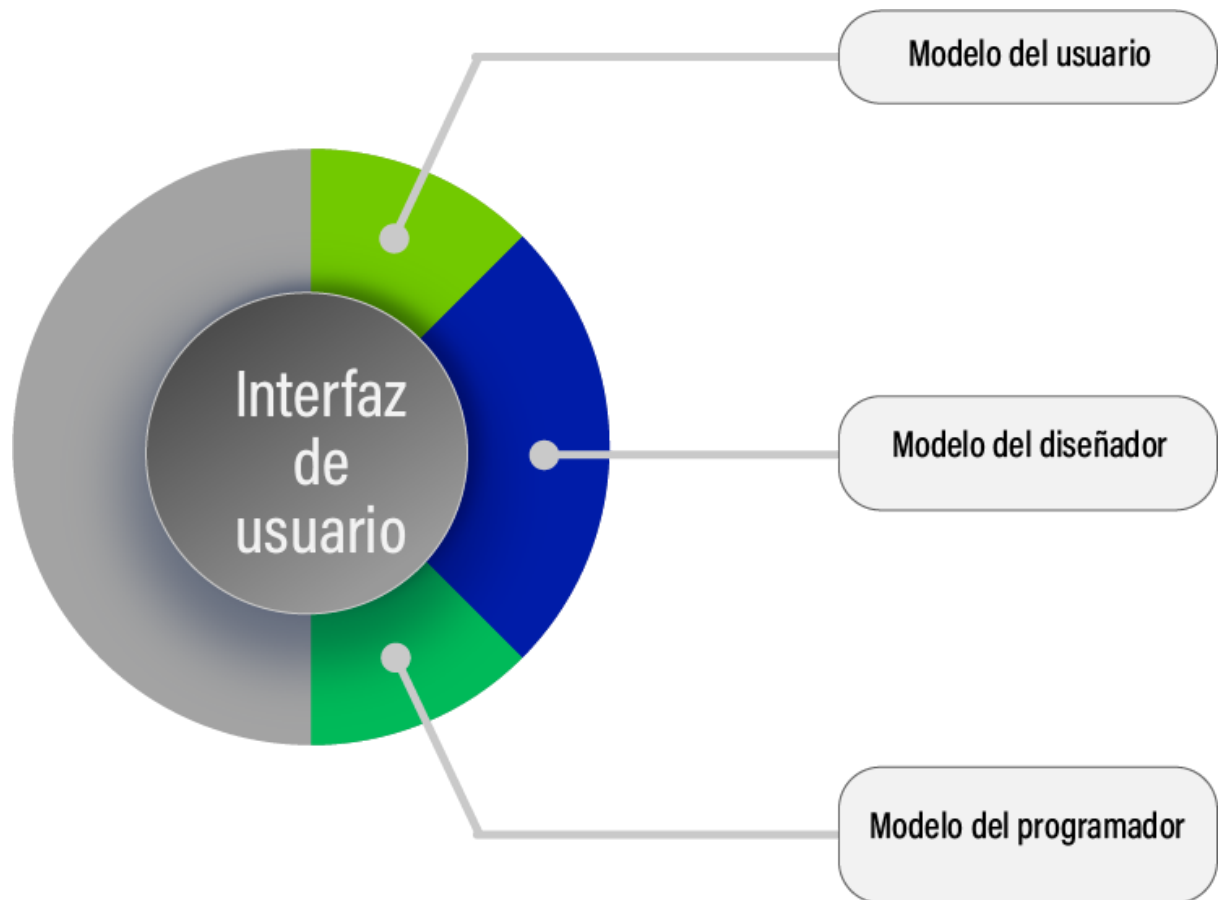 Modelo del usuario
Interfaz
de
usuario
Modelo del diseñador
Modelo del programador